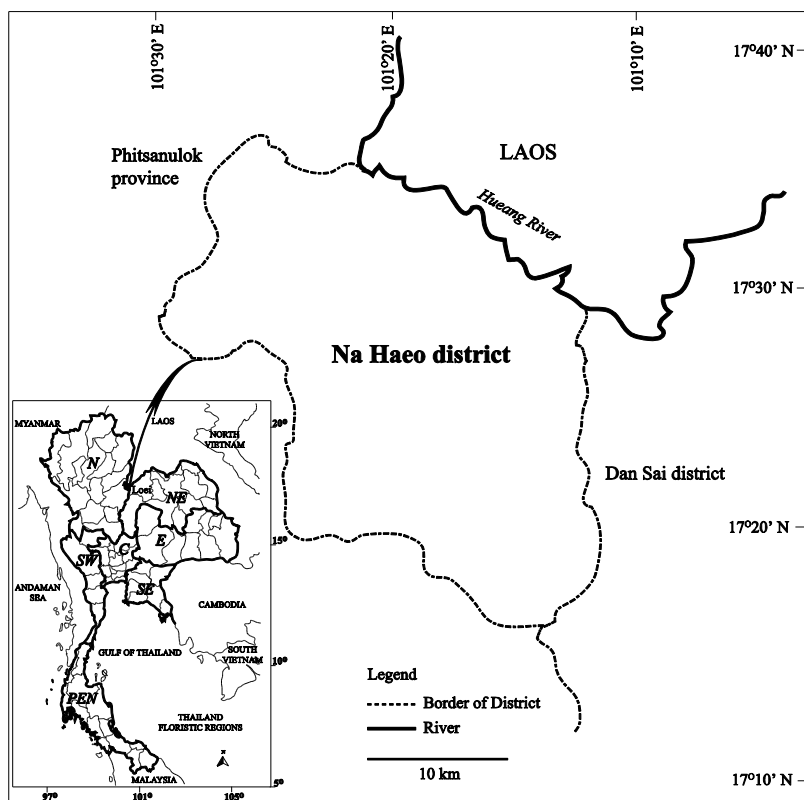 101°30' E
101°20' E
101°10' E
17°40' N
Phitsanulok
province
LAOS
Hueang River
17°30' N
Na Haeo district
Dan Sai district
17°20' N
MYANMAR
LAOS
20°
NORTH
VIETNAM
N
Loei
NE
15°
C
E
SW
SE
ANDAMAN
SEA
CAMBODIA
GULF OF THAILAND
SOUTH
VIETNAM
10°
PEN
THAILAND
FLORISTIC REGIONS
N
MALAYSIA
5°
97°
101°
105°
Legend
Border of District
River
10 km
17°10' N